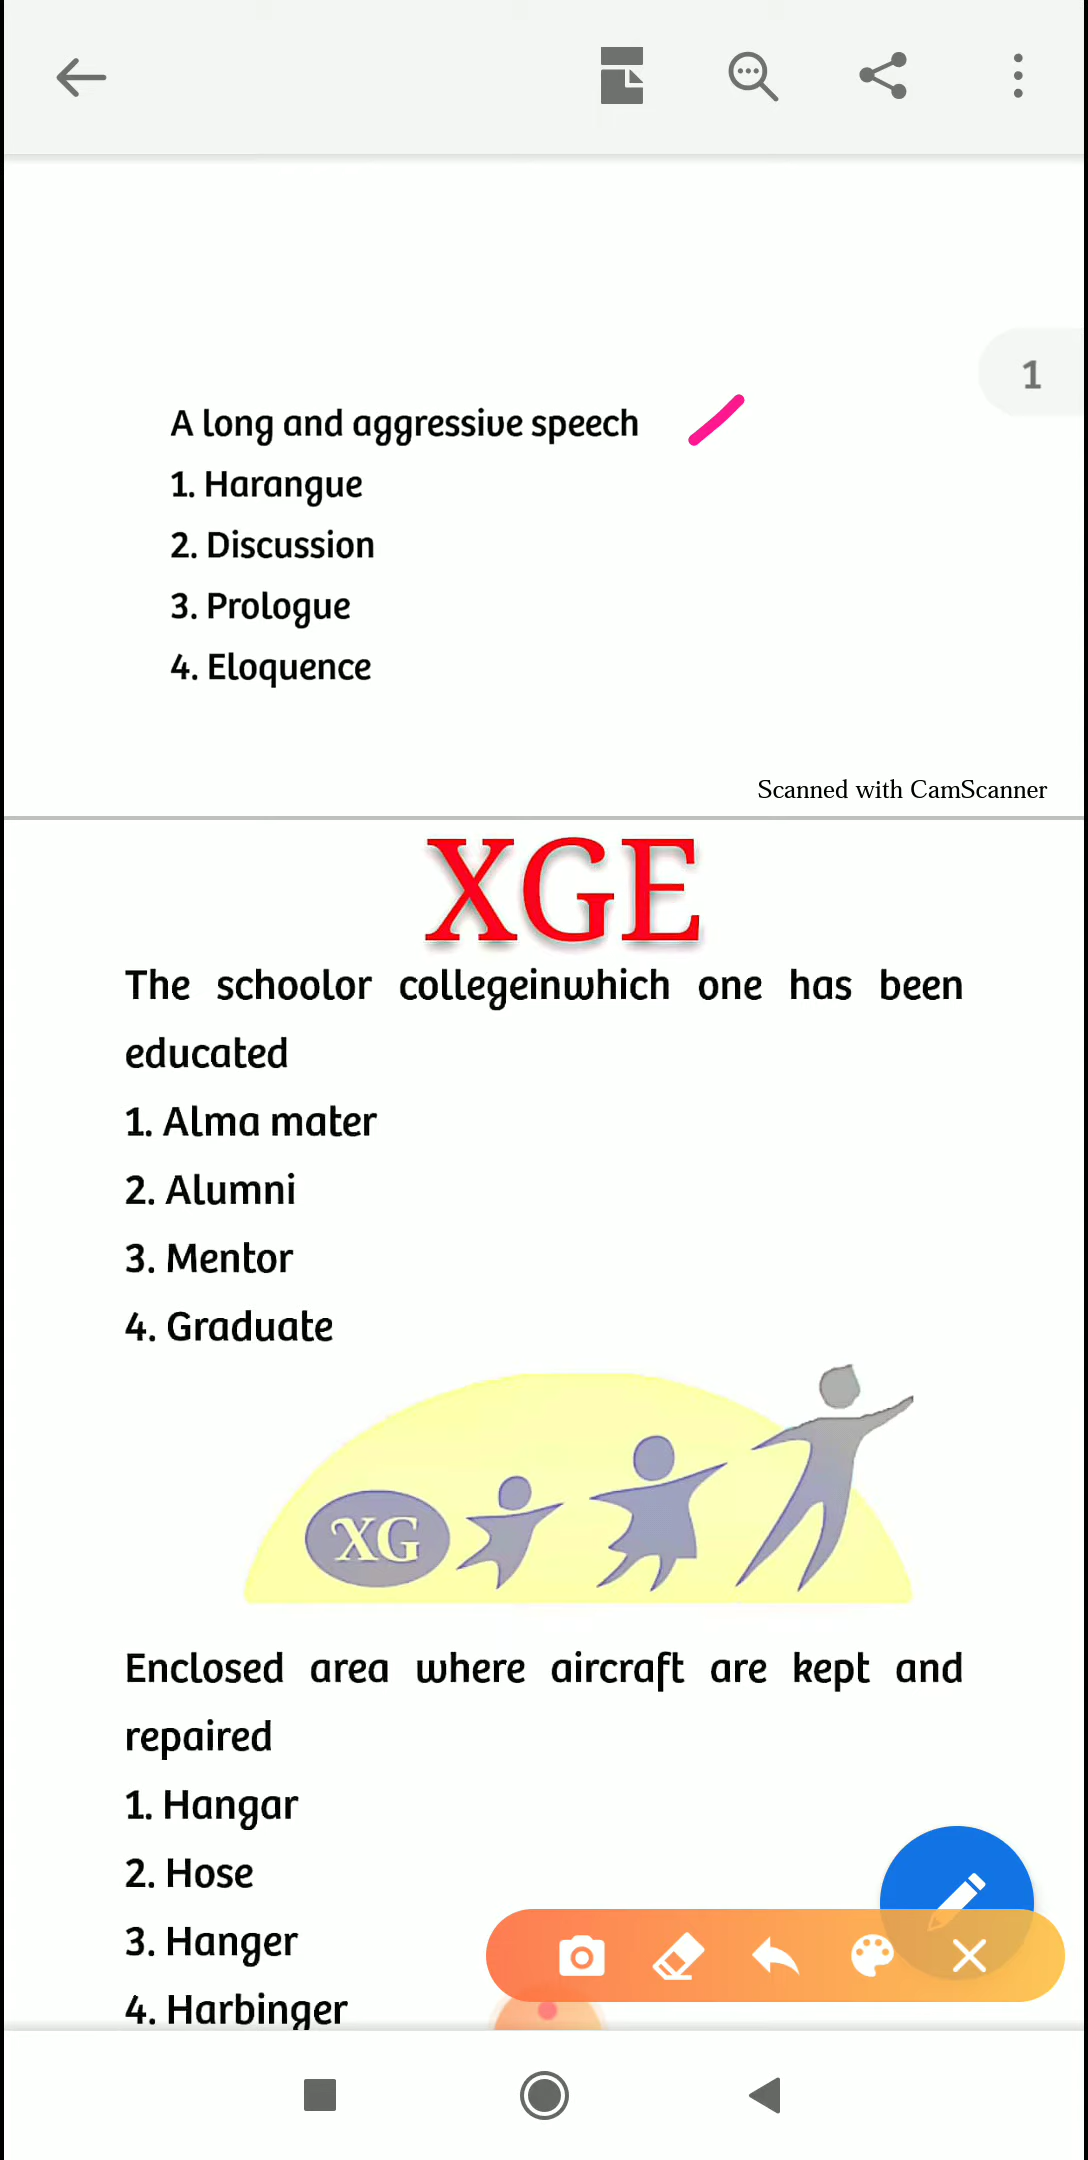 1
A long and aggressive speech
1. Harangue
2. Discussion
3. Prologue
4. Eloquence
Scanned with CamScanner
XGE
The schoolor collegeinwhich one has been
educated
1. Alma mater
2. Alumni
3. Mentor
4. Graduate
XG
Enclosed area where aircraft are kept and
repaired
1. Hangar
2. Hose
3. Hanger
4. Harbinger